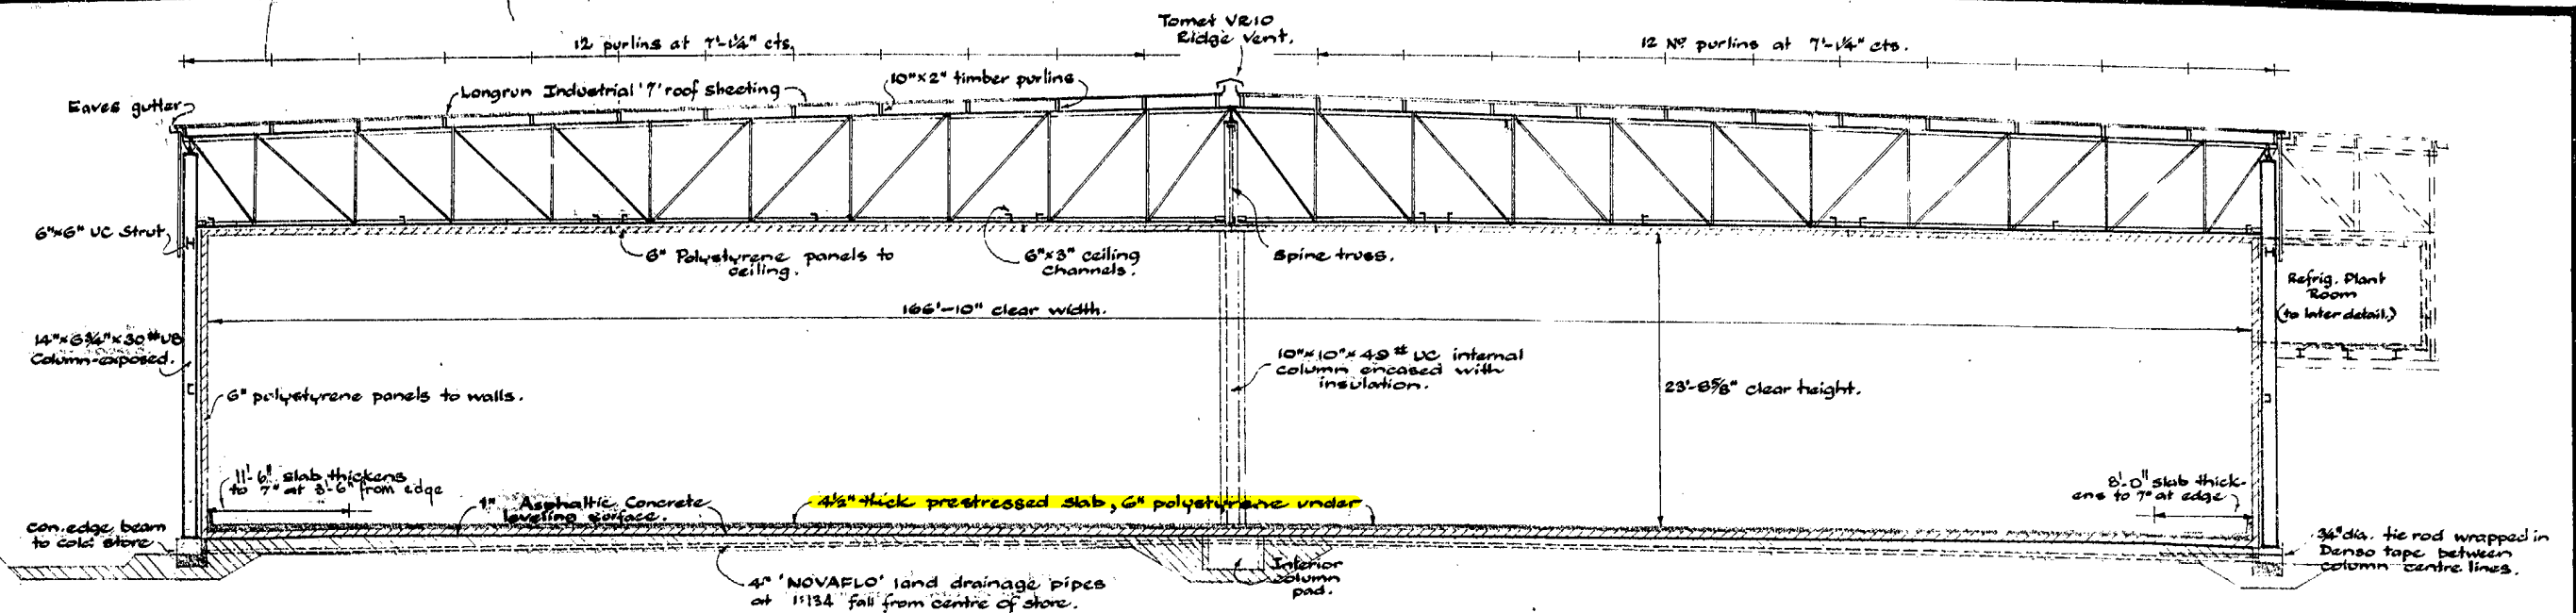 Tomet VR10
Ridge Vent.
12 purlins at 7'-1¼" cts.
12 Nº purlins at 7'-1¼" cts.
10"x2" timber purlins
Longrun Industrial '7' roof sheeting
Eaves gutter
6"x6" UC Strut
6" Polystyrene panels to
ceiling.
6"x3" ceiling
channels.
Spine truss.
Refrig. Plant
Room
(to later detail.)
166'-10" clear width.
14"x6¾"x30# UB
Column-exposed.
10"x10"x49# UC internal
column encased with
insulation.
23'-8⅝" clear height.
6" polystyrene panels to walls.
11'-6" slab thickens
to 7" at 3'-6" from edge
1" Asphaltic Concrete
leveling surface.
4½" thick prestressed slab, 6" polystyrene under
8'-0" slab thick-
ens to 7" at edge
con. edge beam
to cold store
¾" dia. tie rod wrapped in
Denso tape between
column centre lines.
4" 'NOVAFLO' land drainage pipes
at 1:134 fall from centre of store.
Interior
column
pad.